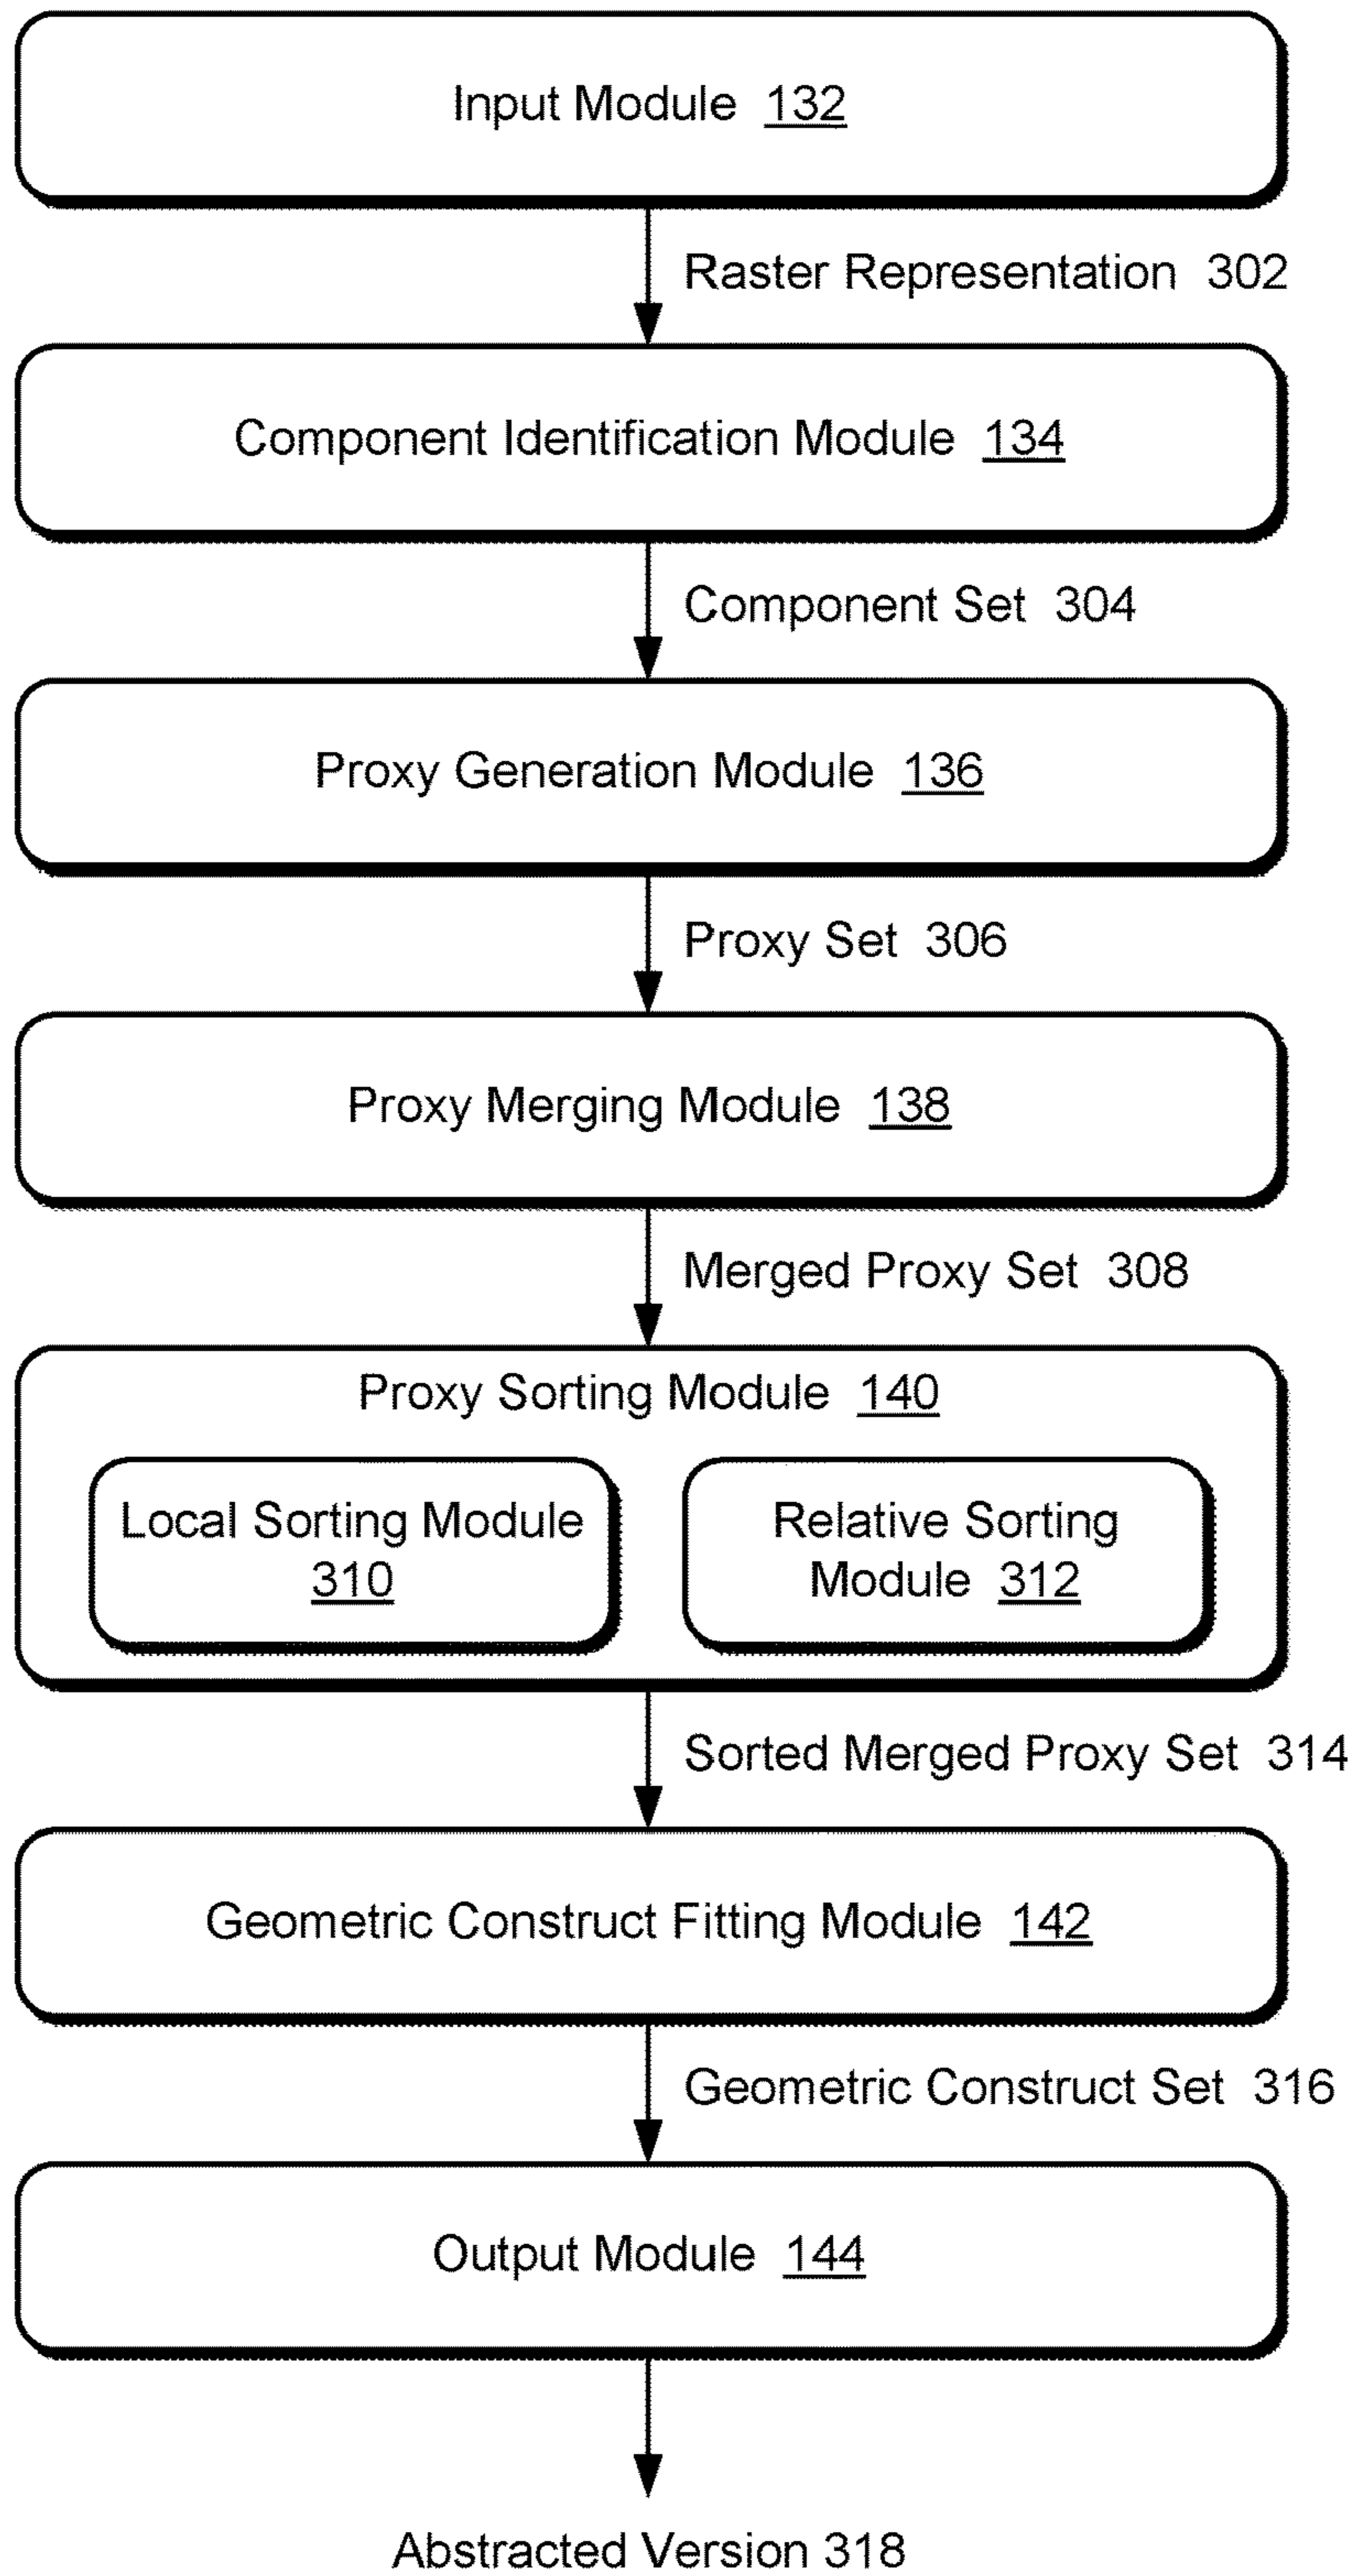 Input Module 132
Raster Representation 302
Component Identification Module 134
Component Set 304
Proxy Generation Module 136
Proxy Set 306
Proxy Merging Module 138
Merged Proxy Set 308
Proxy Sorting Module 140
Local Sorting Module
310
Relative Sorting
Module 312
Sorted Merged Proxy Set 314
Geometric Construct Fitting Module 142
Geometric Construct Set 316
Output Module 144
Abstracted Version 318